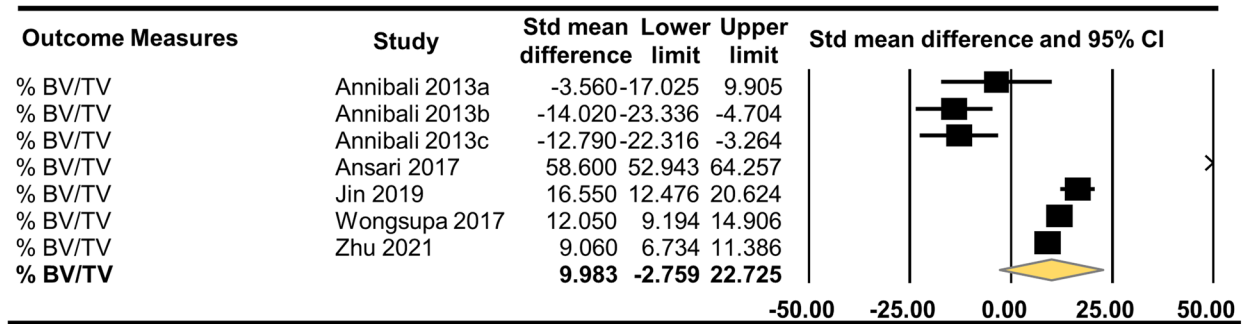 Outcome Measures Study Std mean difference Lower limit Upper limit Std mean difference and 95% CI
% BV/TV Annibali 2013a -3.560 -17.025 9.905
% BV/TV Annibali 2013b -14.020 -23.336 -4.704
% BV/TV Annibali 2013c -12.790 -22.316 -3.264
% BV/TV Ansari 2017 58.600 52.943 64.257
% BV/TV Jin 2019 16.550 12.476 20.624
% BV/TV Wongsupa 2017 12.050 9.194 14.906
% BV/TV Zhu 2021 9.060 6.734 11.386
% BV/TV 9.983 -2.759 22.725
-50.00 -25.00 0.00 25.00 50.00